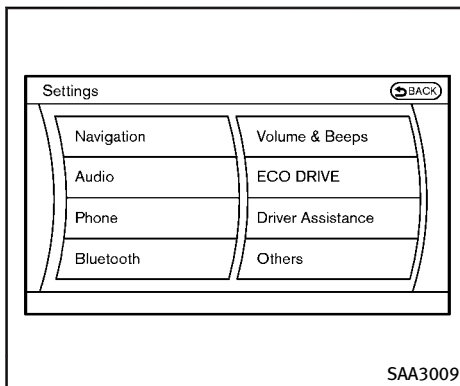 Settings
BACK
Navigation
Volume & Beeps
Audio
ECO DRIVE
Phone
Driver Assistance
Bluetooth
Others
SAA3009